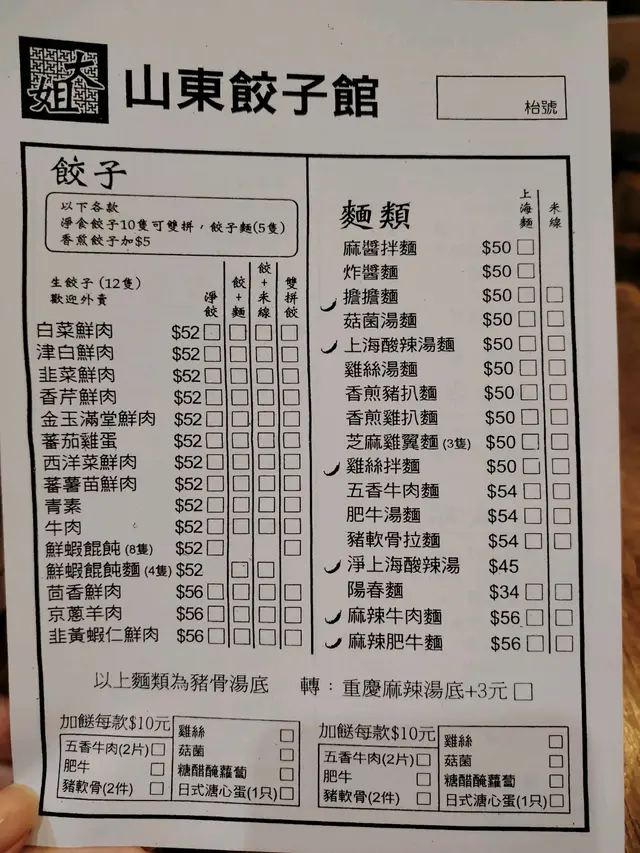 大姐
山東餃子館
枱號
餃子
以下各款
淨食餃子10隻可雙拼，餃子麵(5隻)
香煎餃子加$5
生餃子 (12隻)
歡迎外賣
淨餃
餃+麵
餃+米線
雙拼餃
白菜鮮肉 $52
津白鮮肉 $52
韭菜鮮肉 $52
香芹鮮肉 $52
金玉滿堂鮮肉 $52
蕃茄雞蛋 $52
西洋菜鮮肉 $52
蕃薯苗鮮肉 $52
青素 $52
牛肉 $52
鮮蝦餛飩 (8隻) $52
鮮蝦餛飩麵 (4隻) $52
茴香鮮肉 $56
京蔥羊肉 $56
韭黃蝦仁鮮肉 $56
麵類
上海麵
米線
麻醬拌麵 $50
炸醬麵 $50
擔擔麵 $50
菇菌湯麵 $50
上海酸辣湯麵 $50
雞絲湯麵 $50
香煎豬扒麵 $50
香煎雞扒麵 $50
芝麻雞翼麵 (3隻) $50
雞絲拌麵 $50
五香牛肉麵 $54
肥牛湯麵 $54
豬軟骨拉麵 $54
淨上海酸辣湯 $45
陽春麵 $34
麻辣牛肉麵 $56
麻辣肥牛麵 $56
以上麵類為豬骨湯底 轉：重慶麻辣湯底+3元
加餸每款$10元
五香牛肉(2片)
肥牛
豬軟骨(2件)
雞絲
菇菌
糖醋醃蘿蔔
日式溏心蛋(1只)
加餸每款$10元
五香牛肉(2片)
肥牛
豬軟骨(2件)
雞絲
菇菌
糖醋醃蘿蔔
日式溏心蛋(1只)